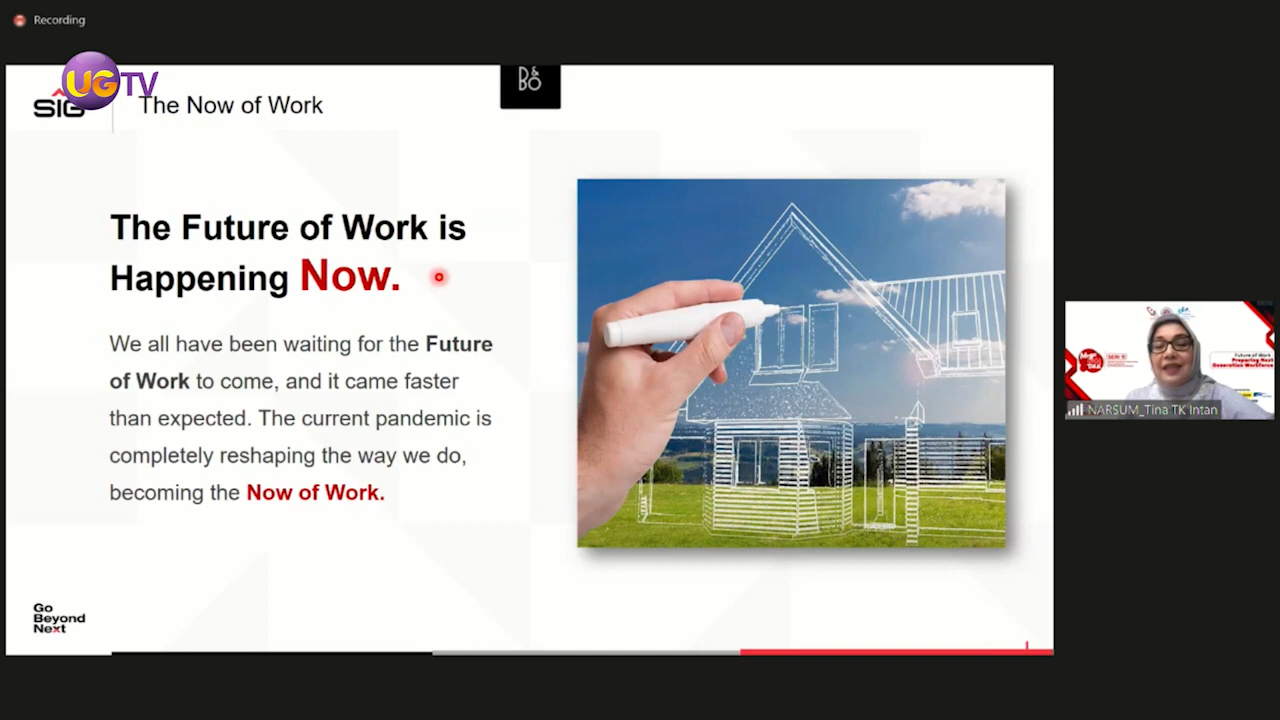 Recording
UGTV
SIG
The Now of Work
B&O
The Future of Work is
Happening Now.
We all have been waiting for the Future
of Work to come, and it came faster
than expected. The current pandemic is
completely reshaping the way we do,
becoming the Now of Work.
Go
Beyond
Next
Future of Work
Preparing Next
Generation Workforce
NARSUM_Tina TK Intan